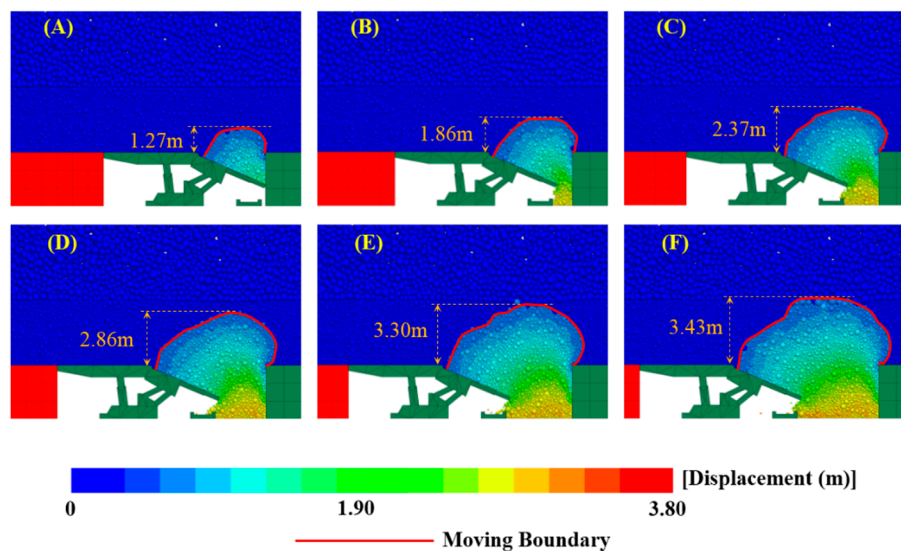 (A)
(B)
(C)
1.27m
1.86m
2.37m
(D)
(E)
(F)
2.86m
3.30m
3.43m
[Displacement (m)]
0
1.90
3.80
Moving Boundary